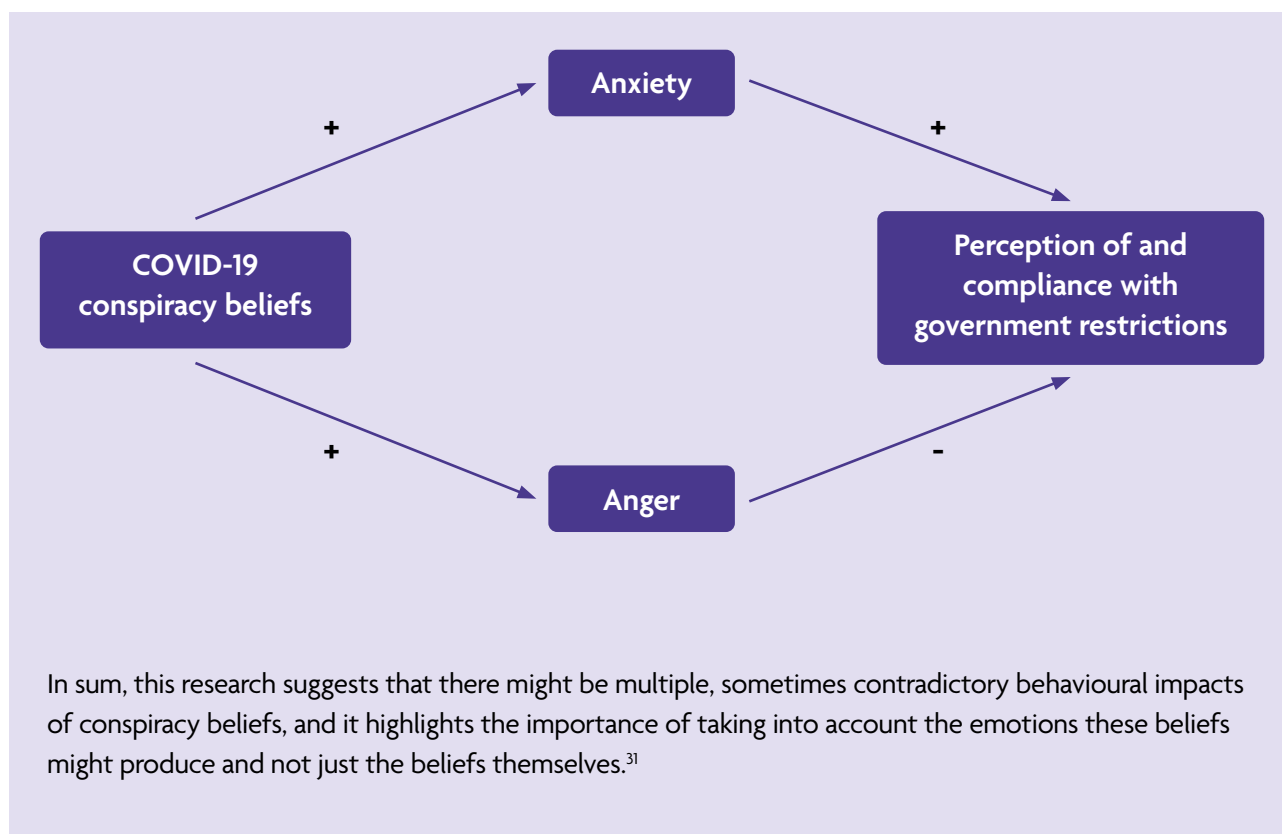 Anxiety
+
+
COVID-19
conspiracy beliefs
Perception of and
compliance with
government restrictions
+
-
Anger
In sum, this research suggests that there might be multiple, sometimes contradictory behavioural impacts
of conspiracy beliefs, and it highlights the importance of taking into account the emotions these beliefs
might produce and not just the beliefs themselves.³¹